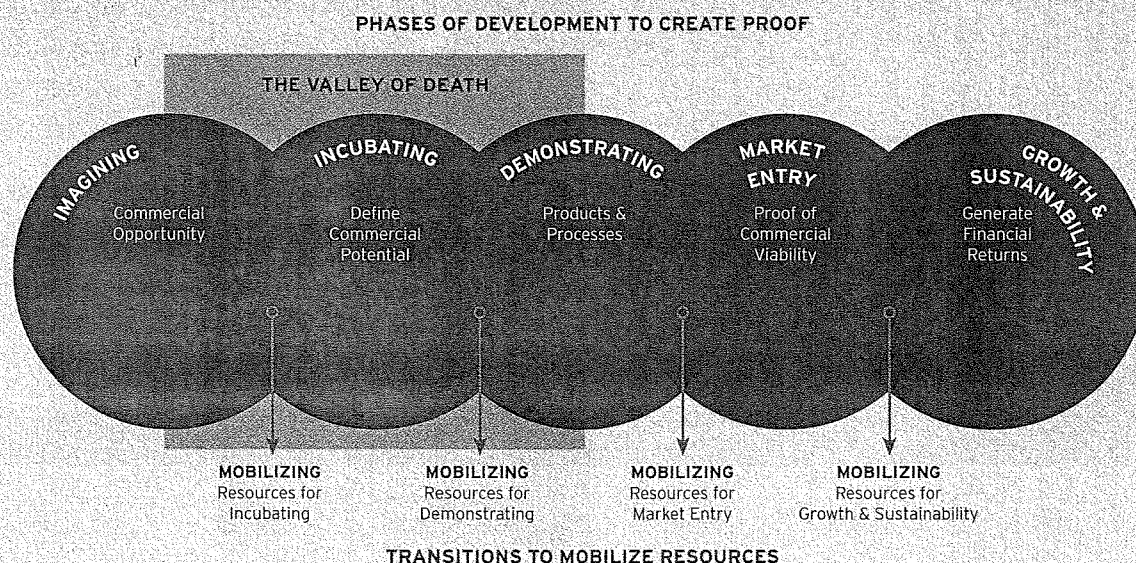 PHASES OF DEVELOPMENT TO CREATE PROOF
THE VALLEY OF DEATH
IMAGINING
Commercial
Opportunity
INCUBATING
Define
Commercial
Potential
DEMONSTRATING
Products &
Processes
MARKET
ENTRY
Proof of
Commercial
Viability
GROWTH &
SUSTAINABILITY
Generate
Financial
Returns
MOBILIZING
Resources for
Incubating
MOBILIZING
Resources for
Demonstrating
MOBILIZING
Resources for
Market Entry
MOBILIZING
Resources for
Growth & Sustainability
TRANSITIONS TO MOBILIZE RESOURCES